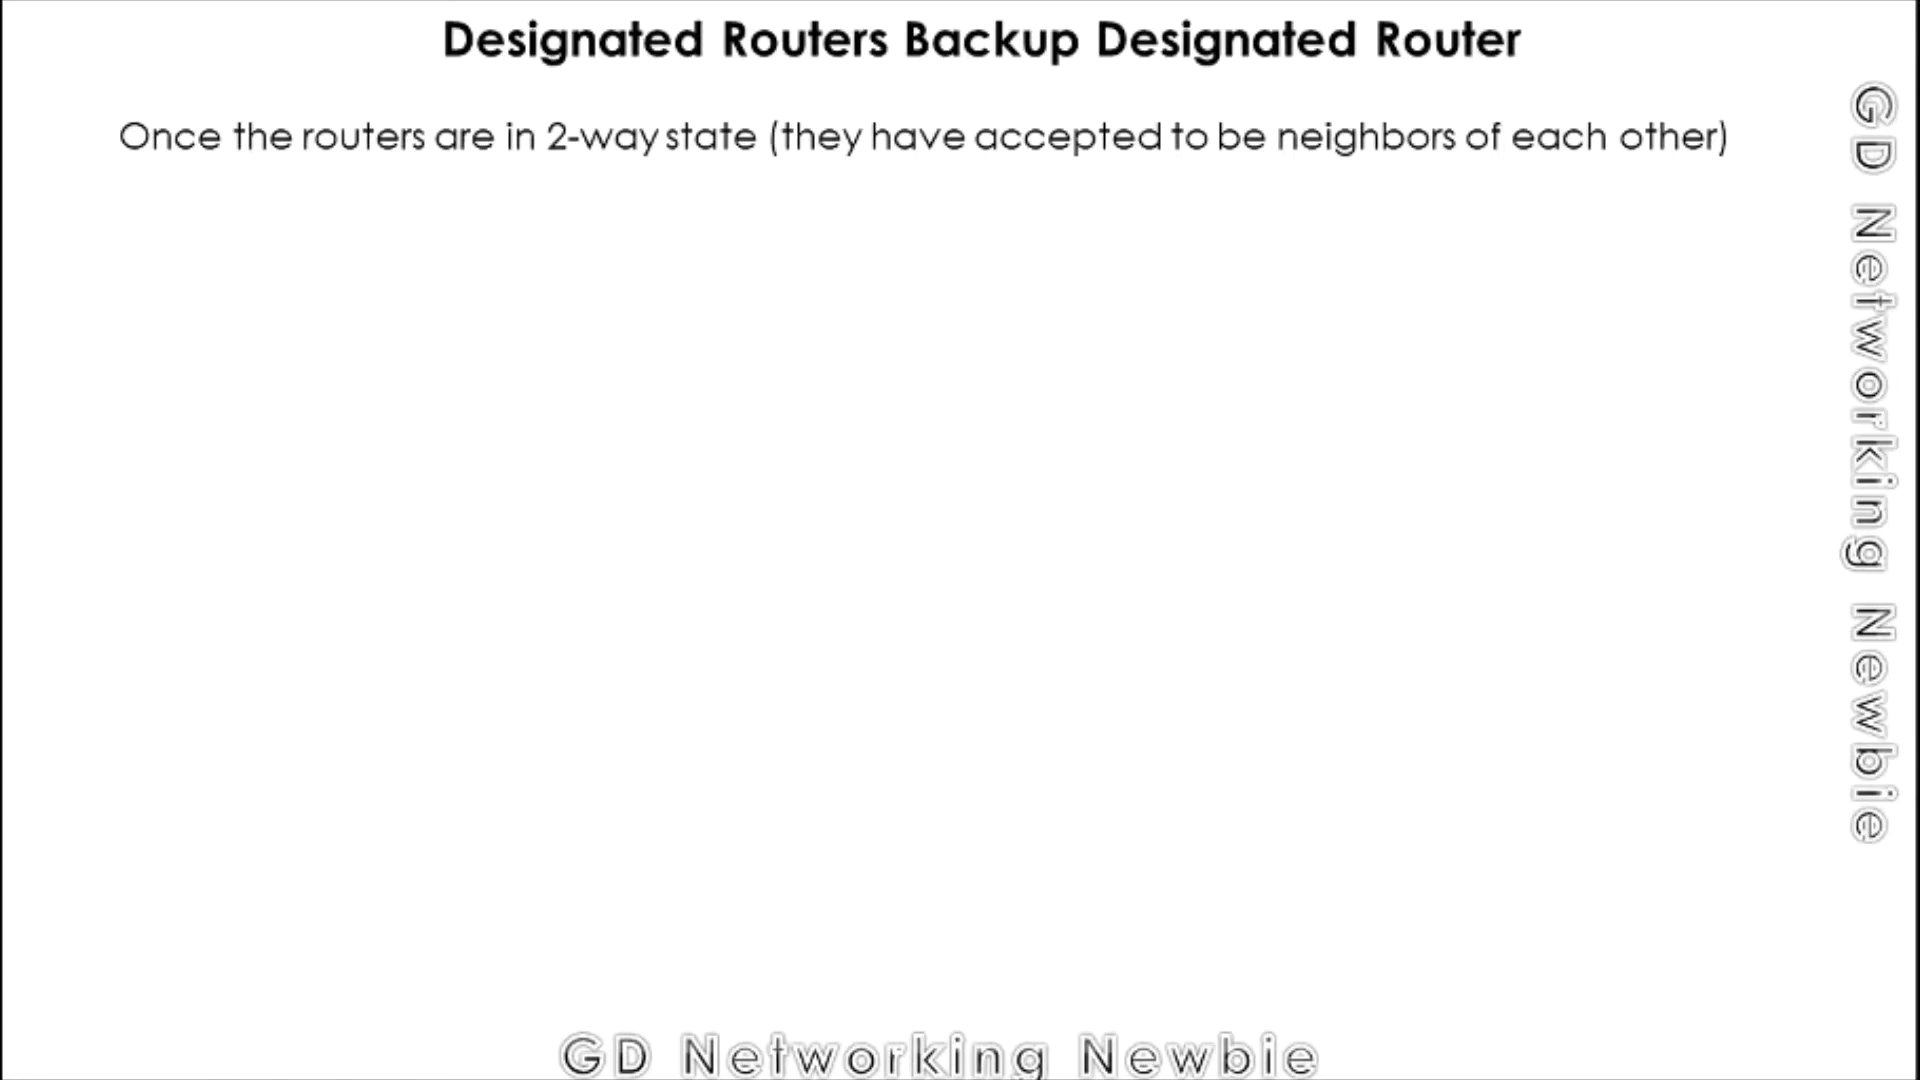 Designated Routers Backup Designated Router
Once the routers are in 2-way state (they have accepted to be neighbors of each other)
GD Networking Newbie
GD Networking Newbie